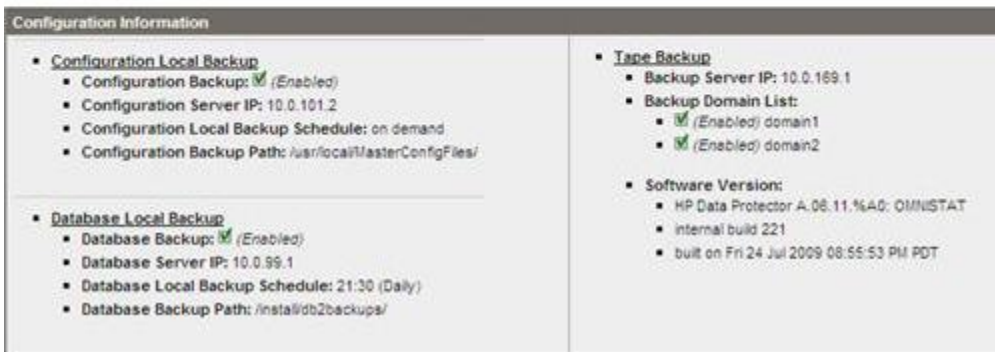 Configuration Information
Configuration Local Backup
Configuration Backup: (Enabled)
Configuration Server IP: 10.0.101.2
Configuration Local Backup Schedule: on demand
Configuration Backup Path: /usr/local/MasterConfigFiles/
Database Local Backup
Database Backup: (Enabled)
Database Server IP: 10.0.99.1
Database Local Backup Schedule: 21:30 (Daily)
Database Backup Path: /install/db2backups/
Tape Backup
Backup Server IP: 10.0.169.1
Backup Domain List:
(Enabled) domain1
(Enabled) domain2
Software Version:
HP Data Protector A.06.11.%A0: OMNISTAT
internal build 221
built on Fri 24 Jul 2009 08:55:53 PM PDT